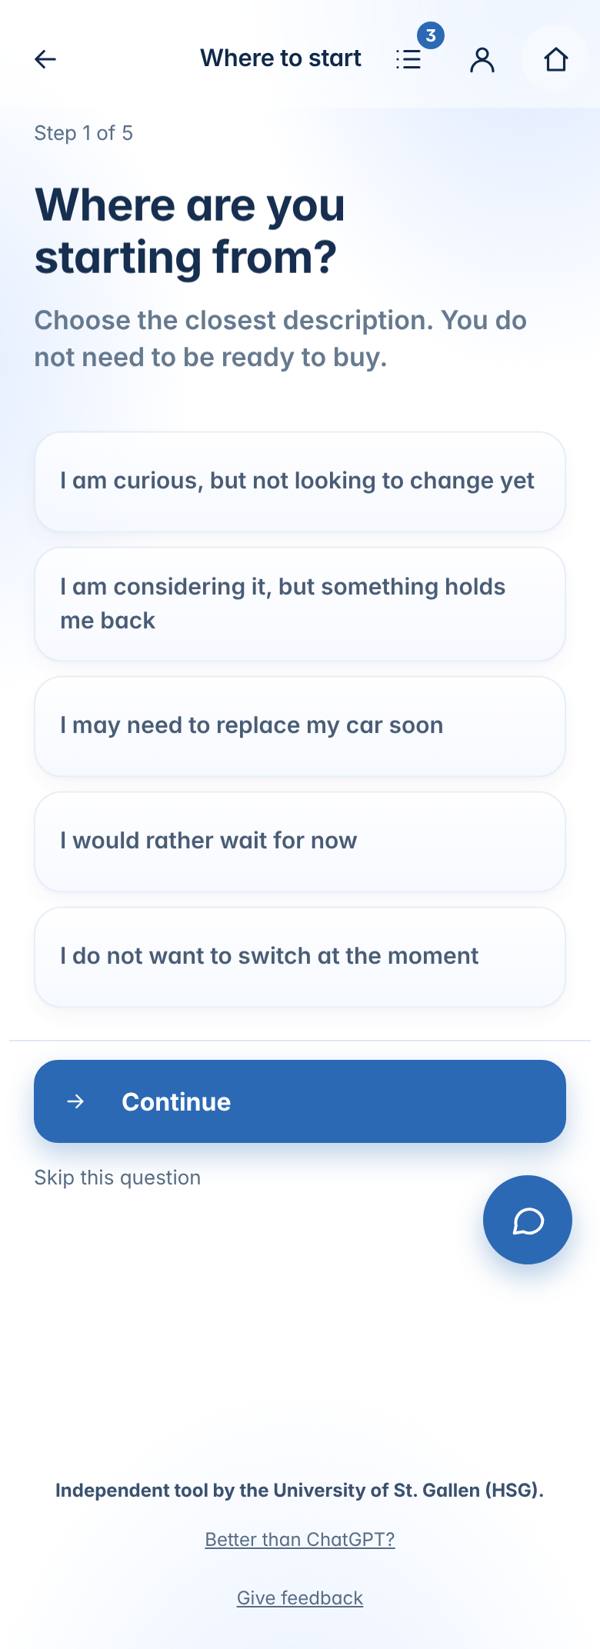 Where to start
3
Step 1 of 5
Where are you
starting from?
Choose the closest description. You do
not need to be ready to buy.
I am curious, but not looking to change yet
I am considering it, but something holds
me back
I may need to replace my car soon
I would rather wait for now
I do not want to switch at the moment
Continue
Skip this question
Independent tool by the University of St. Gallen (HSG).
Better than ChatGPT?
Give feedback